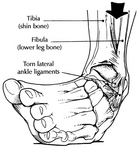 Tibia
(shin bone)
Fibula
(lower leg bone)
Torn lateral
ankle ligaments